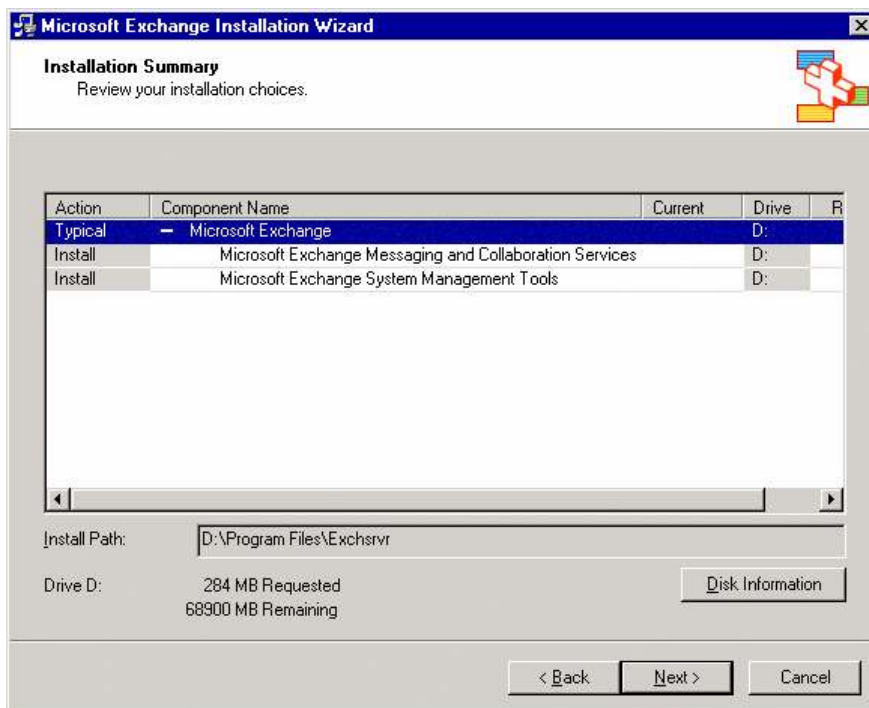 Microsoft Exchange Installation Wizard
Installation Summary
Review your installation choices.
Action Component Name Current Drive R
Typical Microsoft Exchange D:
Install Microsoft Exchange Messaging and Collaboration Services D:
Install Microsoft Exchange System Management Tools D:
Install Path: D:\Program Files\Exchsrvr
Drive D: 284 MB Requested Disk Information
68900 MB Remaining
< Back Next > Cancel